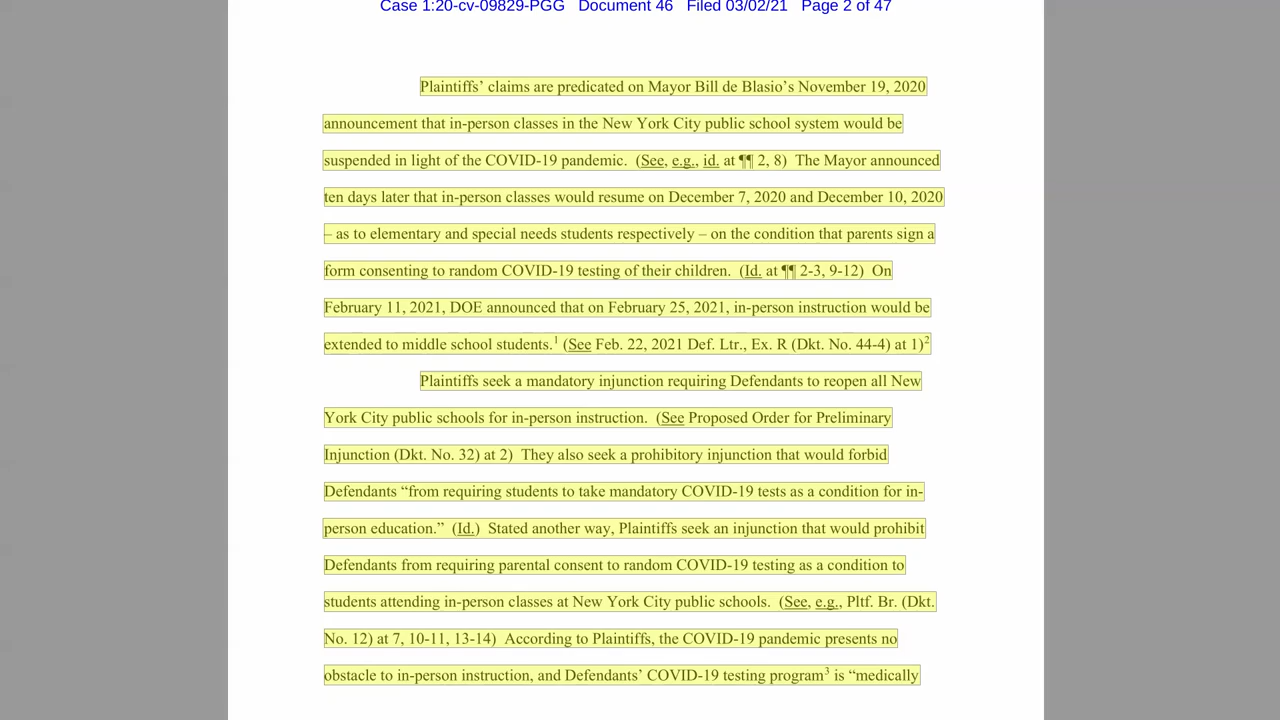 Case 1:20-cv-09829-PGG Document 46 Filed 03/02/21 Page 2 of 47
Plaintiffs’ claims are predicated on Mayor Bill de Blasio’s November 19, 2020
announcement that in-person classes in the New York City public school system would be
suspended in light of the COVID-19 pandemic. (See, e.g., id. at ¶¶ 2, 8) The Mayor announced
ten days later that in-person classes would resume on December 7, 2020 and December 10, 2020
– as to elementary and special needs students respectively – on the condition that parents sign a
form consenting to random COVID-19 testing of their children. (Id. at ¶¶ 2-3, 9-12) On
February 11, 2021, DOE announced that on February 25, 2021, in-person instruction would be
extended to middle school students.1 (See Feb. 22, 2021 Def. Ltr., Ex. R (Dkt. No. 44-4) at 1)2
Plaintiffs seek a mandatory injunction requiring Defendants to reopen all New
York City public schools for in-person instruction. (See Proposed Order for Preliminary
Injunction (Dkt. No. 32) at 2) They also seek a prohibitory injunction that would forbid
Defendants “from requiring students to take mandatory COVID-19 tests as a condition for in-
person education.” (Id.) Stated another way, Plaintiffs seek an injunction that would prohibit
Defendants from requiring parental consent to random COVID-19 testing as a condition to
students attending in-person classes at New York City public schools. (See, e.g., Pltf. Br. (Dkt.
No. 12) at 7, 10-11, 13-14) According to Plaintiffs, the COVID-19 pandemic presents no
obstacle to in-person instruction, and Defendants’ COVID-19 testing program3 is “medically